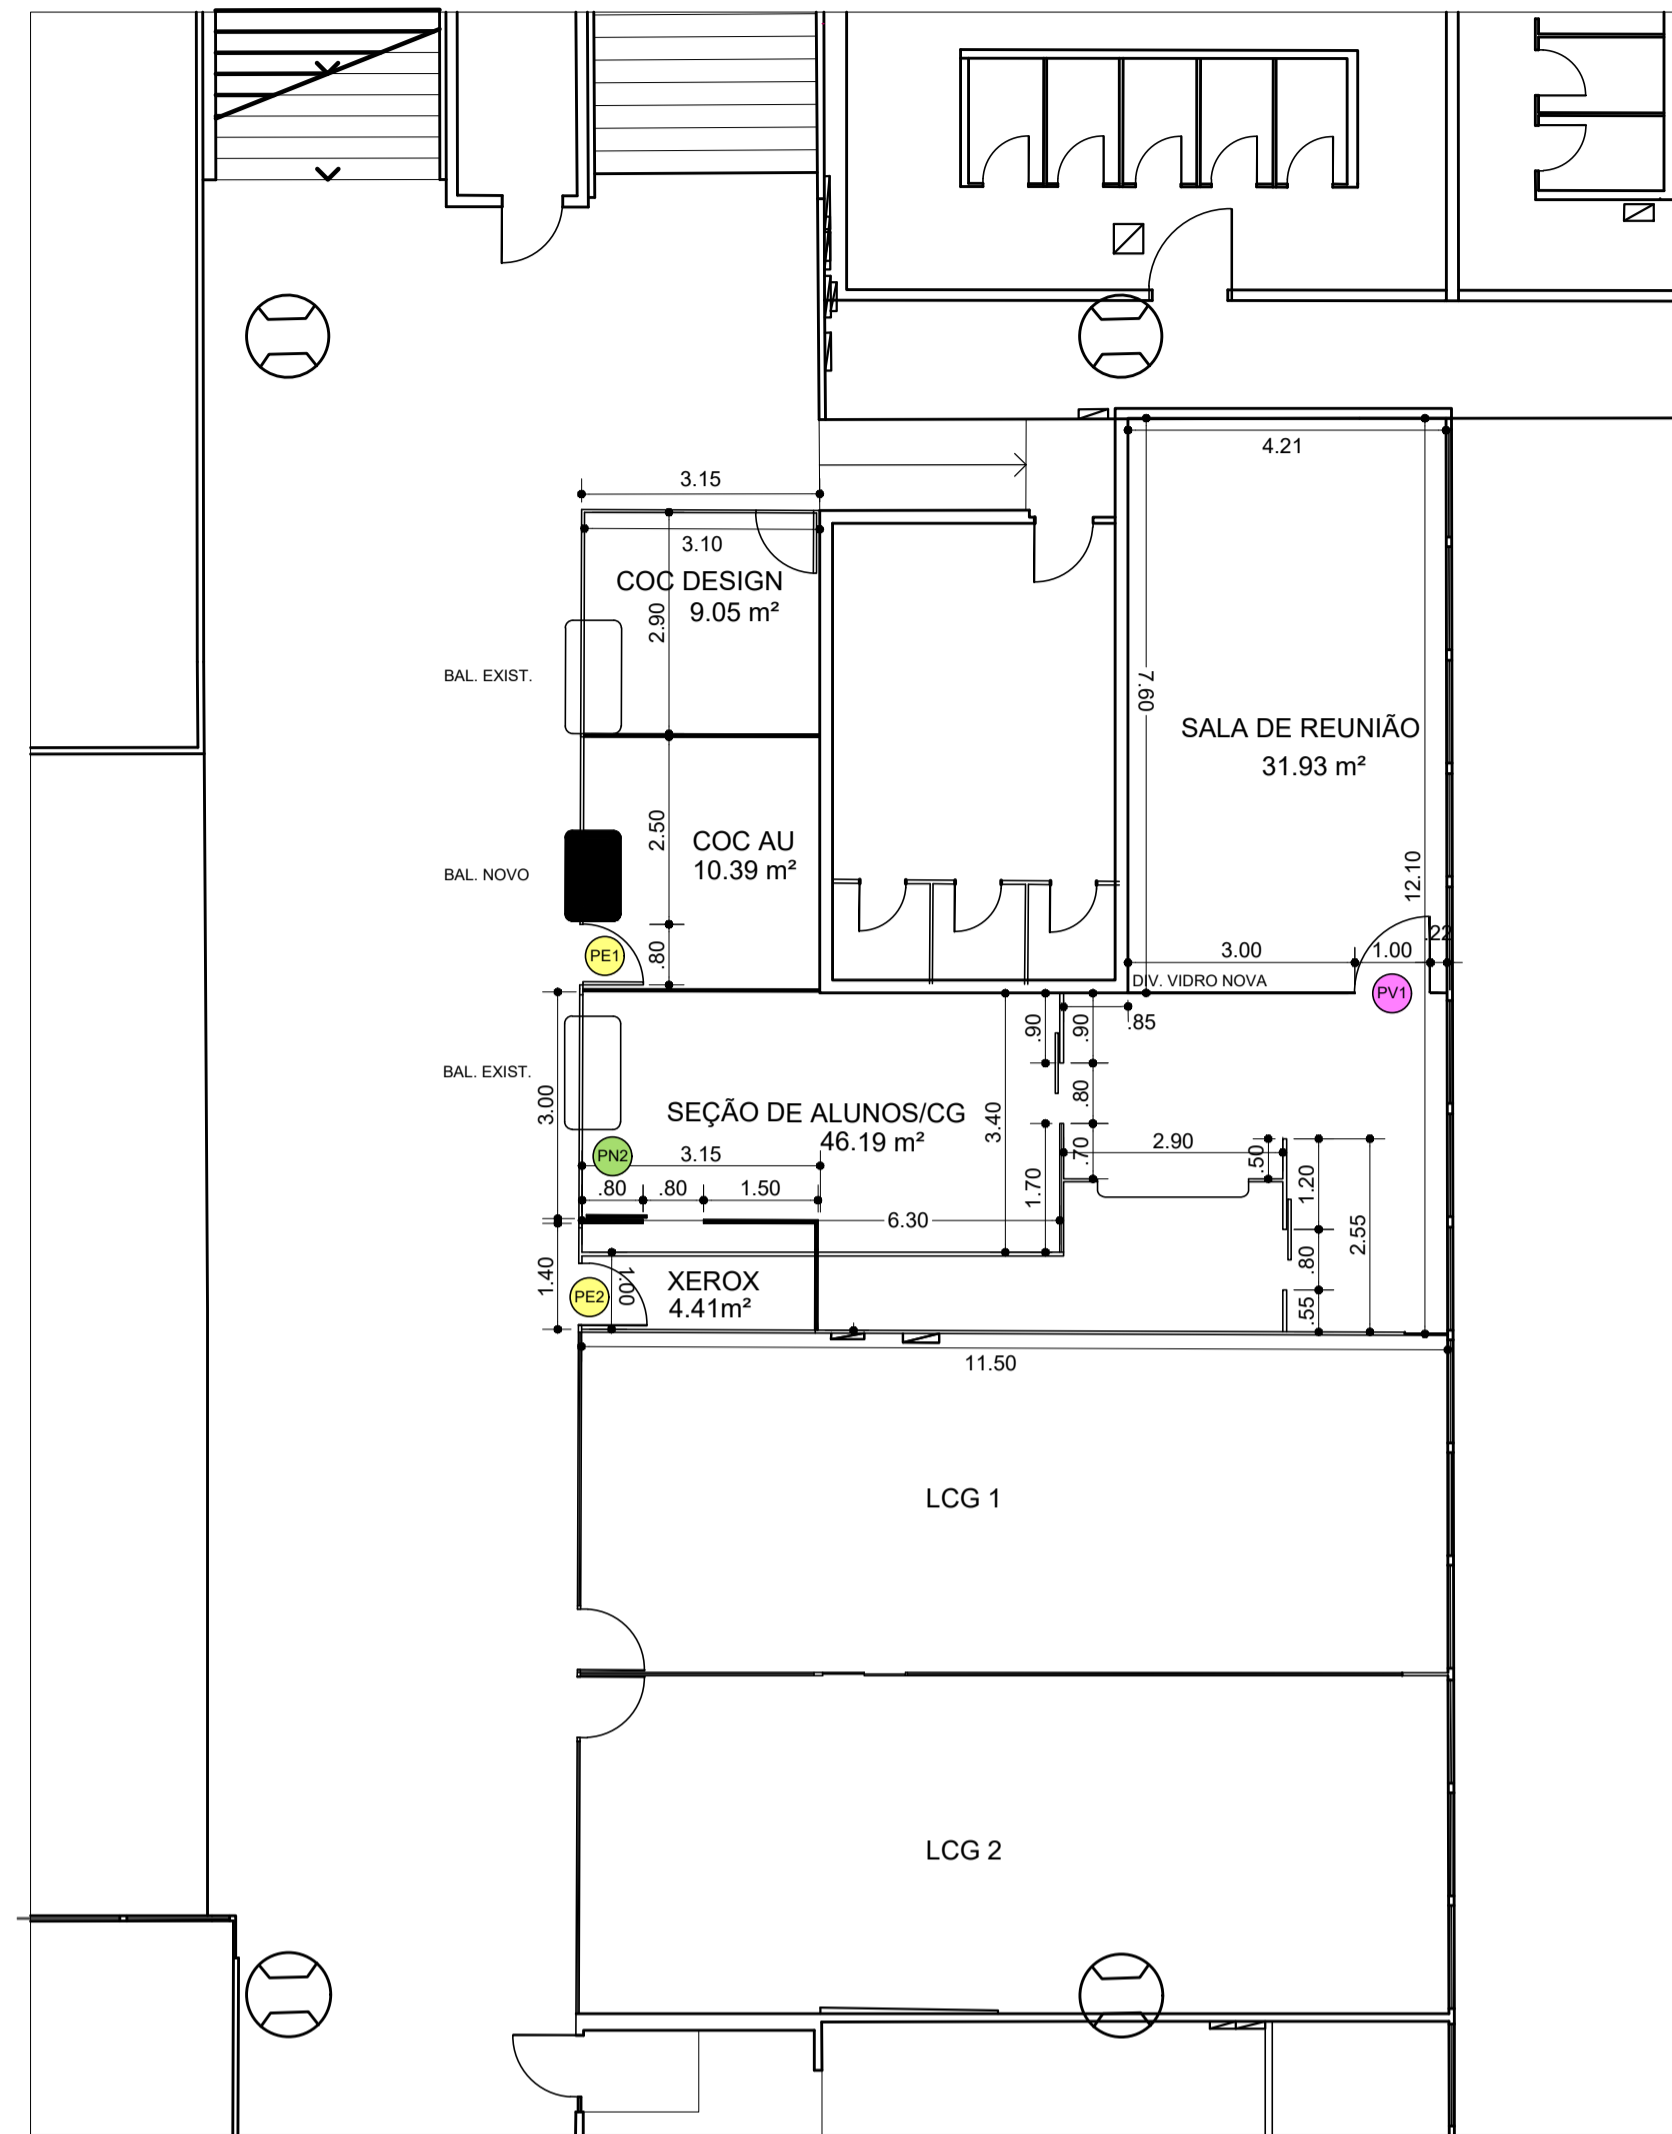 4.21
3.15
3.10
COC DESIGN
9.05 m²
2.90
BAL. EXIST.
7.60
SALA DE REUNIÃO
31.93 m²
2.50
COC AU
10.39 m²
BAL. NOVO
12.10
.80
PE1
3.00
1.00
.22
DIV. VIDRO NOVA
PV1
.90
.90
.85
BAL. EXIST.
3.00
SEÇÃO DE ALUNOS/CG
46.19 m²
3.40
.80
PN2
3.15
.70
2.90
.50
1.20
.80
.80
1.50
1.70
6.30
2.55
1.40
PE2
1.00
XEROX
4.41m²
.80
.55
11.50
LCG 1
LCG 2